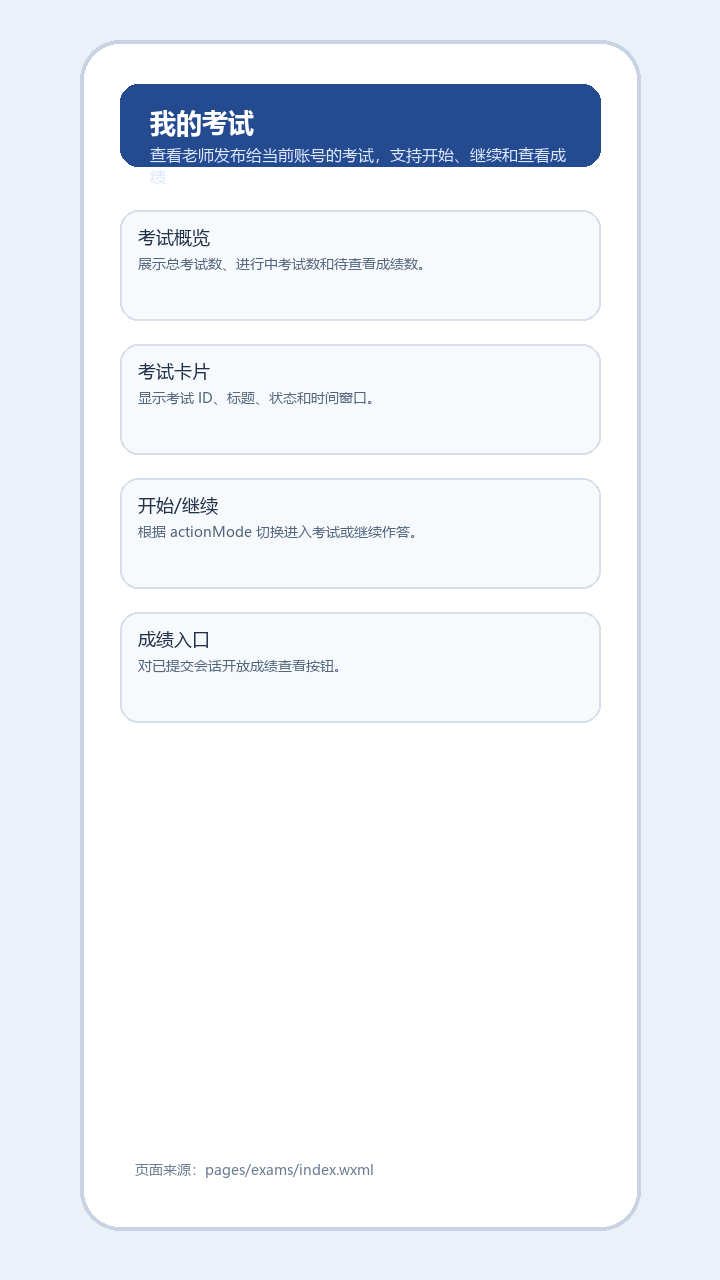 我的考试
查看老师发布给当前账号的考试，支持开始、继续和查看成
绩
考试概览
展示总考试数、进行中考试数和待查看成绩数。
考试卡片
显示考试 ID、标题、状态和时间窗口。
开始/继续
根据 actionMode 切换进入考试或继续作答。
成绩入口
对已提交会话开放成绩查看按钮。
页面来源：pages/exams/index.wxml